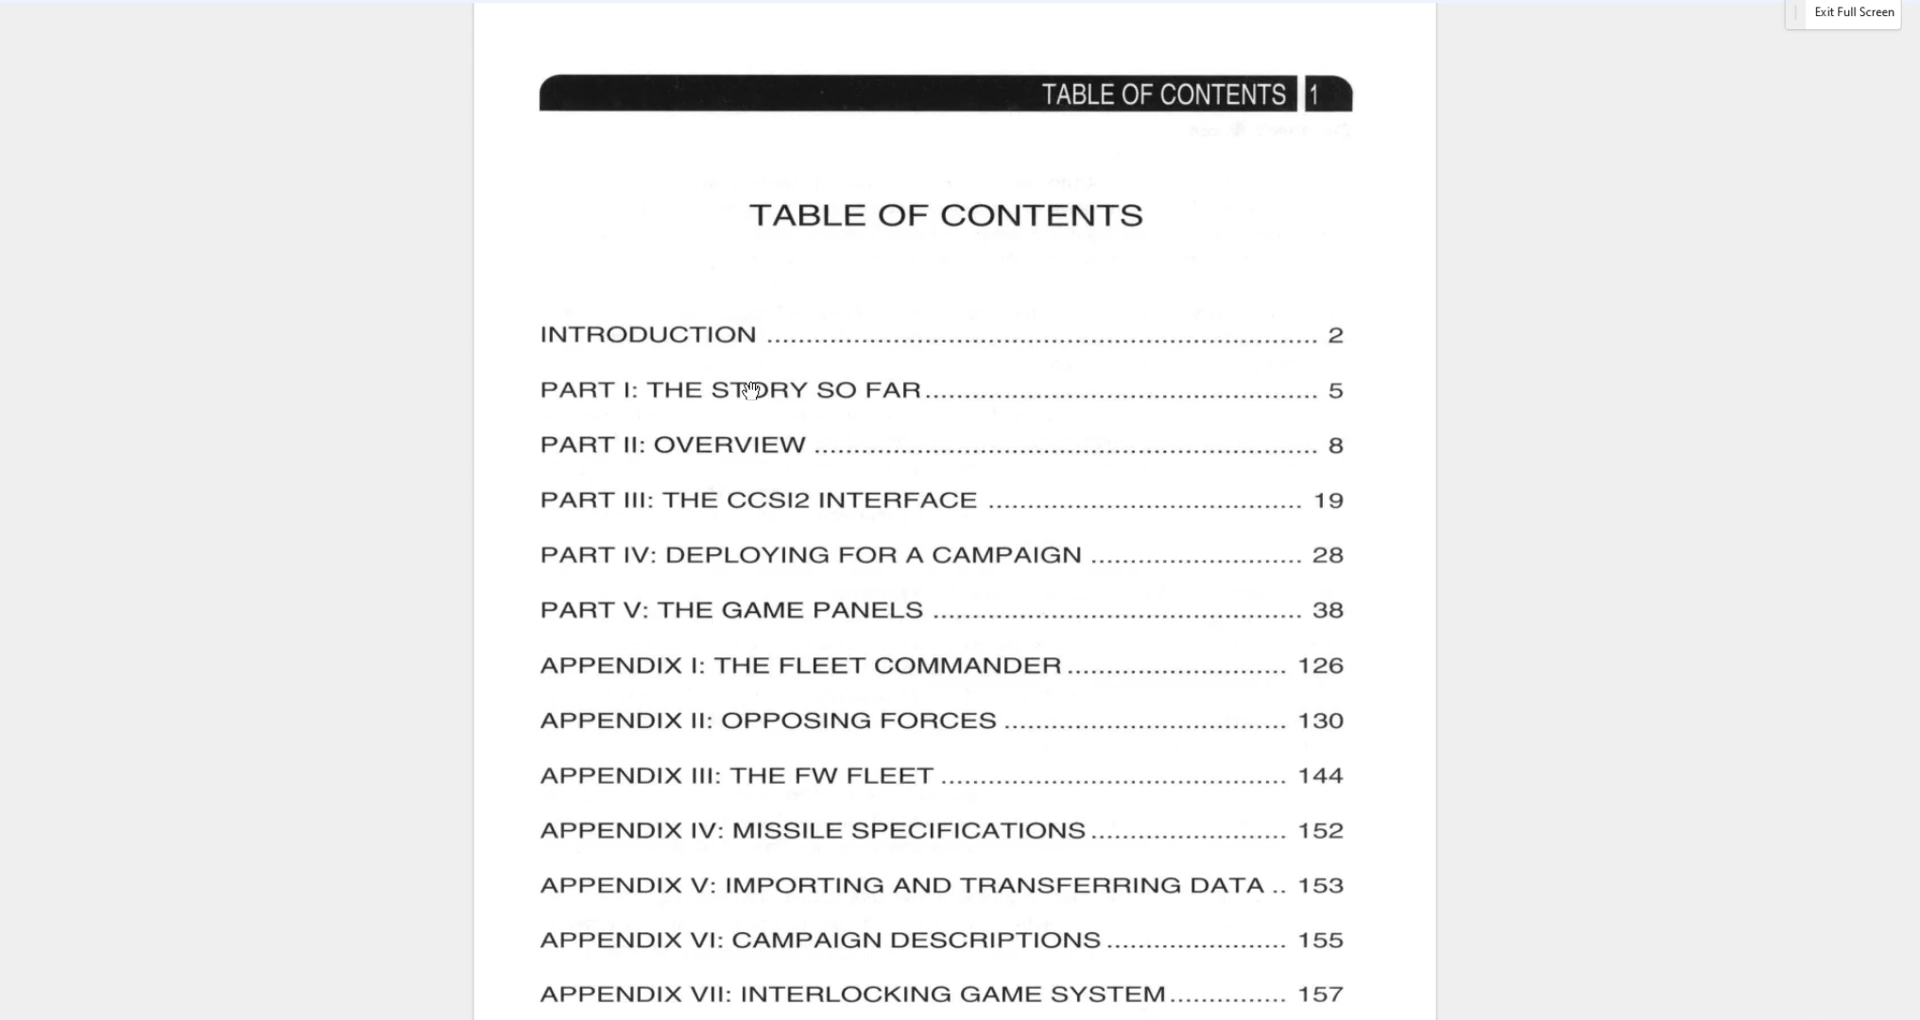 Exit Full Screen
TABLE OF CONTENTS 1
TABLE OF CONTENTS
INTRODUCTION ........................................................................ 2
PART I: THE STORY SO FAR.................................................. 5
PART II: OVERVIEW ................................................................ 8
PART III: THE CCSI2 INTERFACE ........................................ 19
PART IV: DEPLOYING FOR A CAMPAIGN ........................... 28
PART V: THE GAME PANELS ............................................... 38
APPENDIX I: THE FLEET COMMANDER............................ 126
APPENDIX II: OPPOSING FORCES .................................... 130
APPENDIX III: THE FW FLEET ............................................ 144
APPENDIX IV: MISSILE SPECIFICATIONS......................... 152
APPENDIX V: IMPORTING AND TRANSFERRING DATA .. 153
APPENDIX VI: CAMPAIGN DESCRIPTIONS....................... 155
APPENDIX VII: INTERLOCKING GAME SYSTEM............... 157